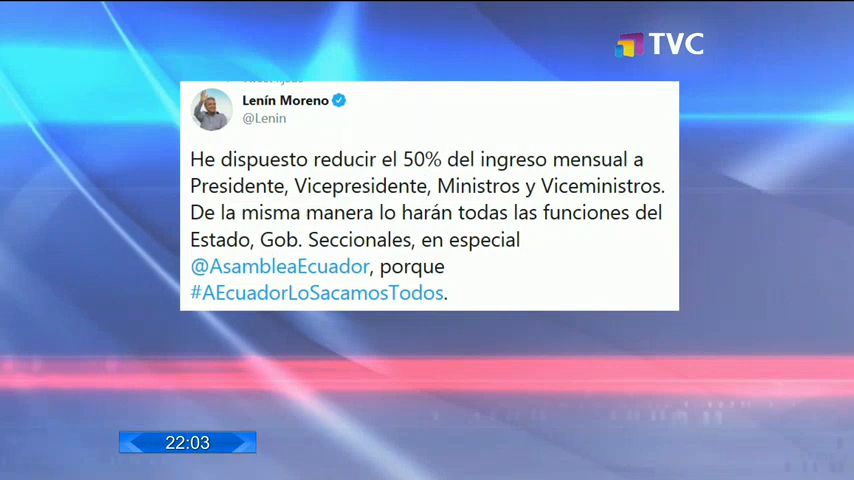 TVC
Lenín Moreno
@Lenin
He dispuesto reducir el 50% del ingreso mensual a
Presidente, Vicepresidente, Ministros y Viceministros.
De la misma manera lo harán todas las funciones del
Estado, Gob. Seccionales, en especial
@AsambleaEcuador, porque
#AEcuadorLoSacamosTodos.
22:03